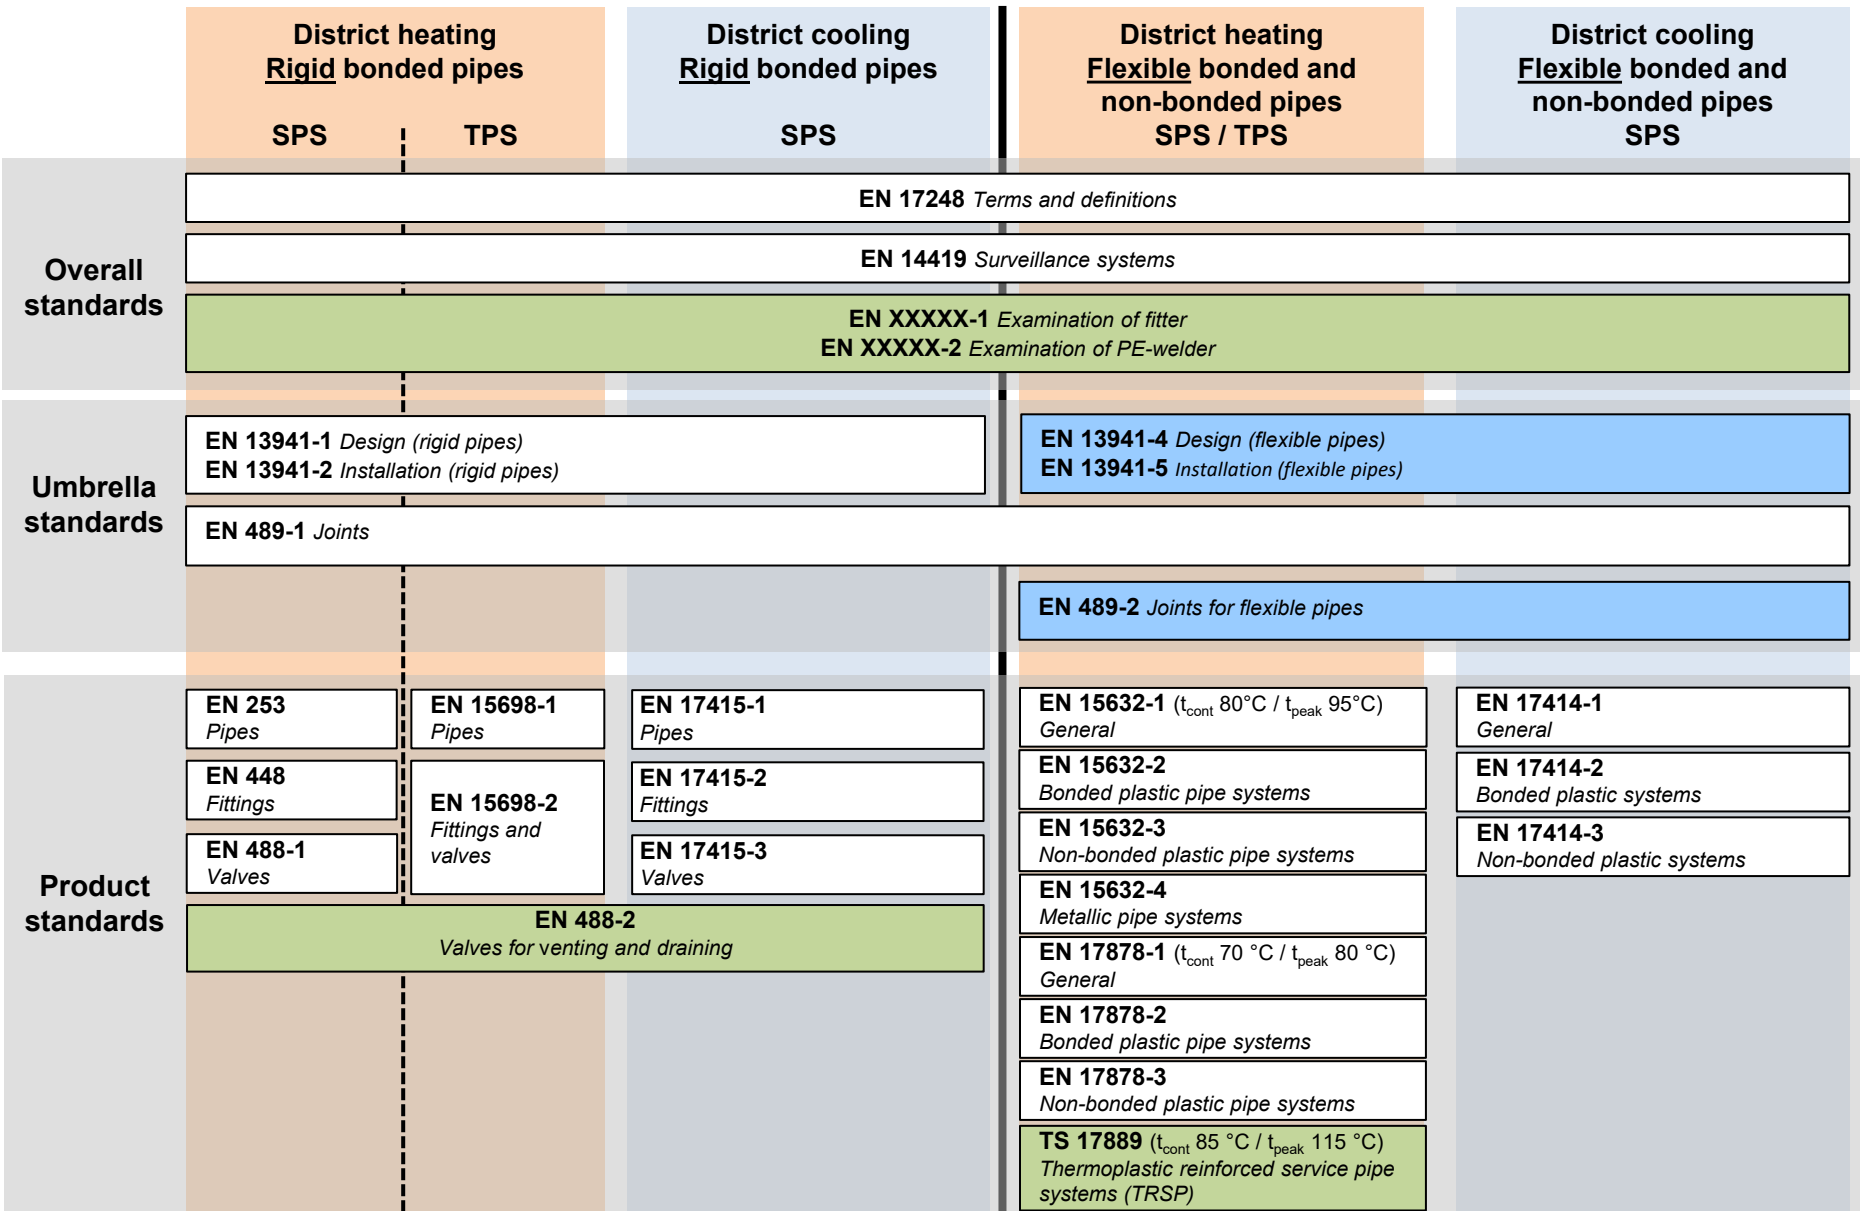 District heating
Rigid bonded pipes
SPS
TPS
District cooling
Rigid bonded pipes
SPS
District heating
Flexible bonded and
non-bonded pipes
SPS / TPS
District cooling
Flexible bonded and
non-bonded pipes
SPS
Overall
standards
EN 17248 Terms and definitions
EN 14419 Surveillance systems
EN XXXXX-1 Examination of fitter
EN XXXXX-2 Examination of PE-welder
Umbrella
standards
EN 13941-1 Design (rigid pipes)
EN 13941-2 Installation (rigid pipes)
EN 13941-4 Design (flexible pipes)
EN 13941-5 Installation (flexible pipes)
EN 489-1 Joints
EN 489-2 Joints for flexible pipes
Product
standards
EN 253
Pipes
EN 448
Fittings
EN 488-1
Valves
EN 15698-1
Pipes
EN 15698-2
Fittings and
valves
EN 17415-1
Pipes
EN 17415-2
Fittings
EN 17415-3
Valves
EN 488-2
Valves for venting and draining
EN 15632-1 (tcont 80°C / tpeak 95°C)
General
EN 15632-2
Bonded plastic pipe systems
EN 15632-3
Non-bonded plastic pipe systems
EN 15632-4
Metallic pipe systems
EN 17878-1 (tcont 70 °C / tpeak 80 °C)
General
EN 17878-2
Bonded plastic pipe systems
EN 17878-3
Non-bonded plastic pipe systems
TS 17889 (tcont 85 °C / tpeak 115 °C)
Thermoplastic reinforced service pipe
systems (TRSP)
EN 17414-1
General
EN 17414-2
Bonded plastic systems
EN 17414-3
Non-bonded plastic systems